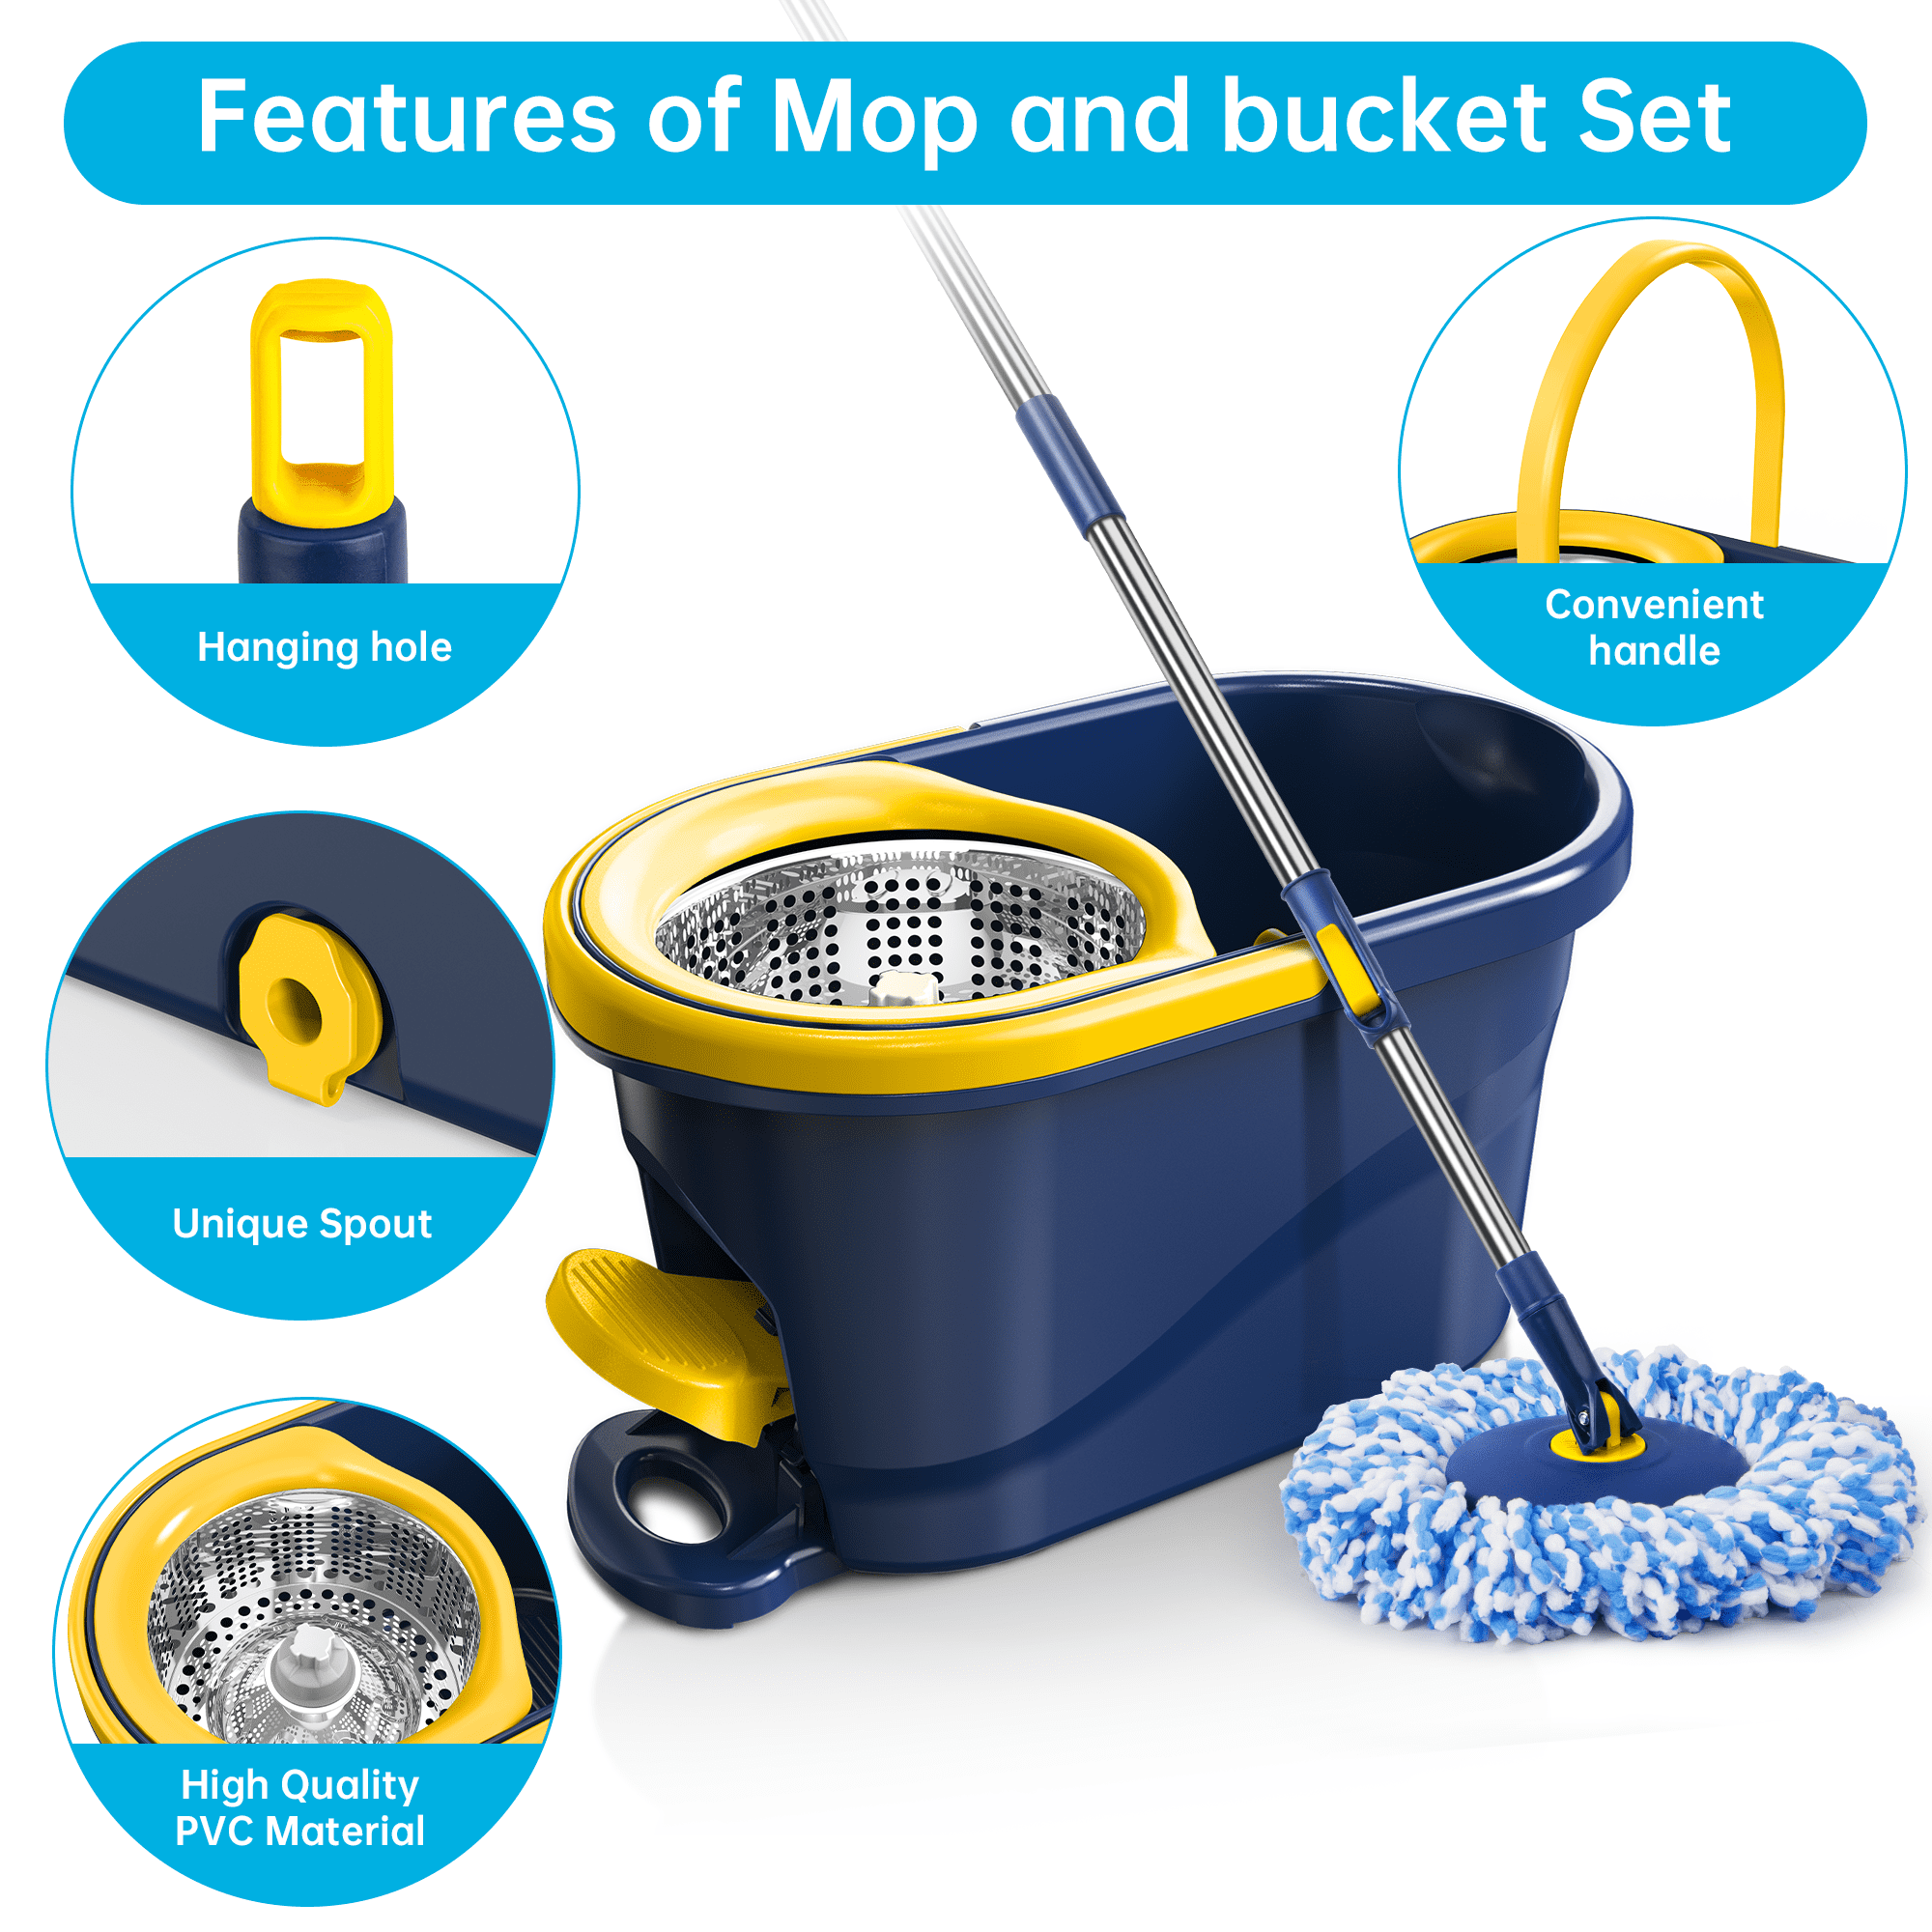 Features of Mop and bucket Set
Hanging hole
Convenient
handle
Unique Spout
High Quality
PVC Material